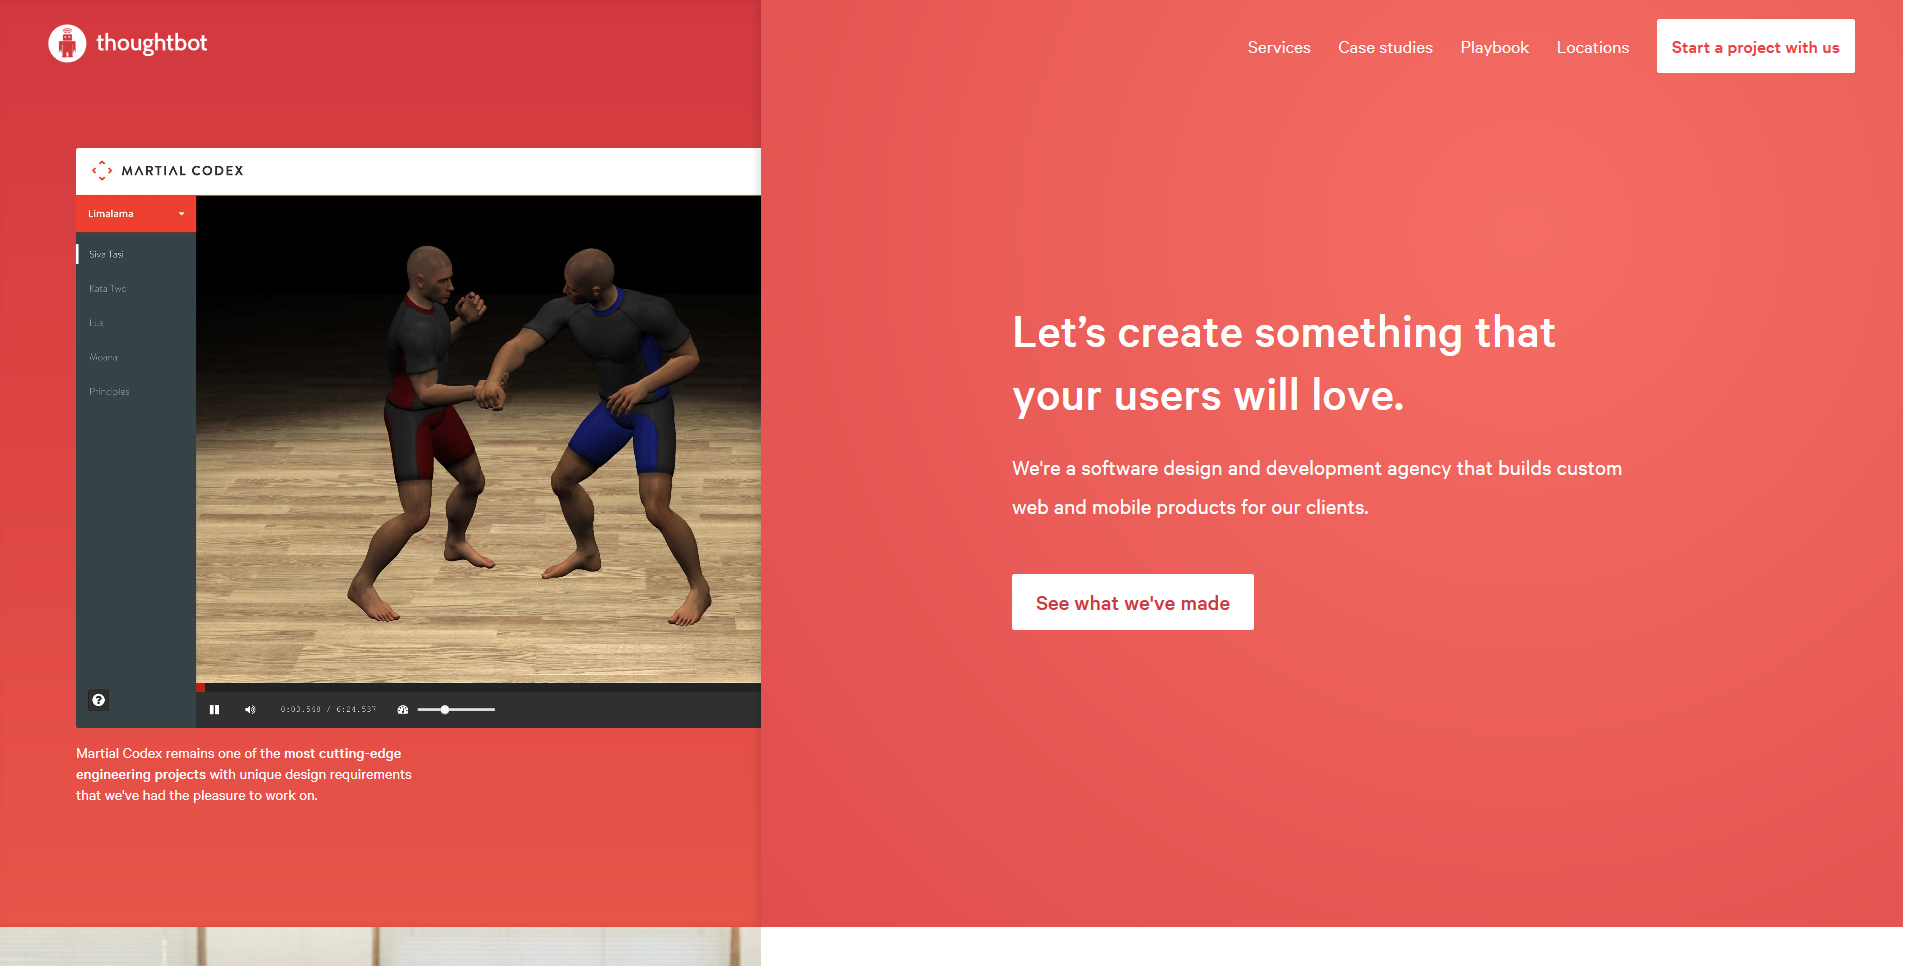 thoughtbot
Services
Case studies
Playbook
Locations
Start a project with us
MARTIAL CODEX
Limalama
Siva Tasi
Kata Two
Lua
Moana
Principles
?
0:03.548 / 6:24.537
Martial Codex remains one of the most cutting-edge
engineering projects with unique design requirements
that we've had the pleasure to work on.
Let’s create something that
your users will love.
We're a software design and development agency that builds custom
web and mobile products for our clients.
See what we've made